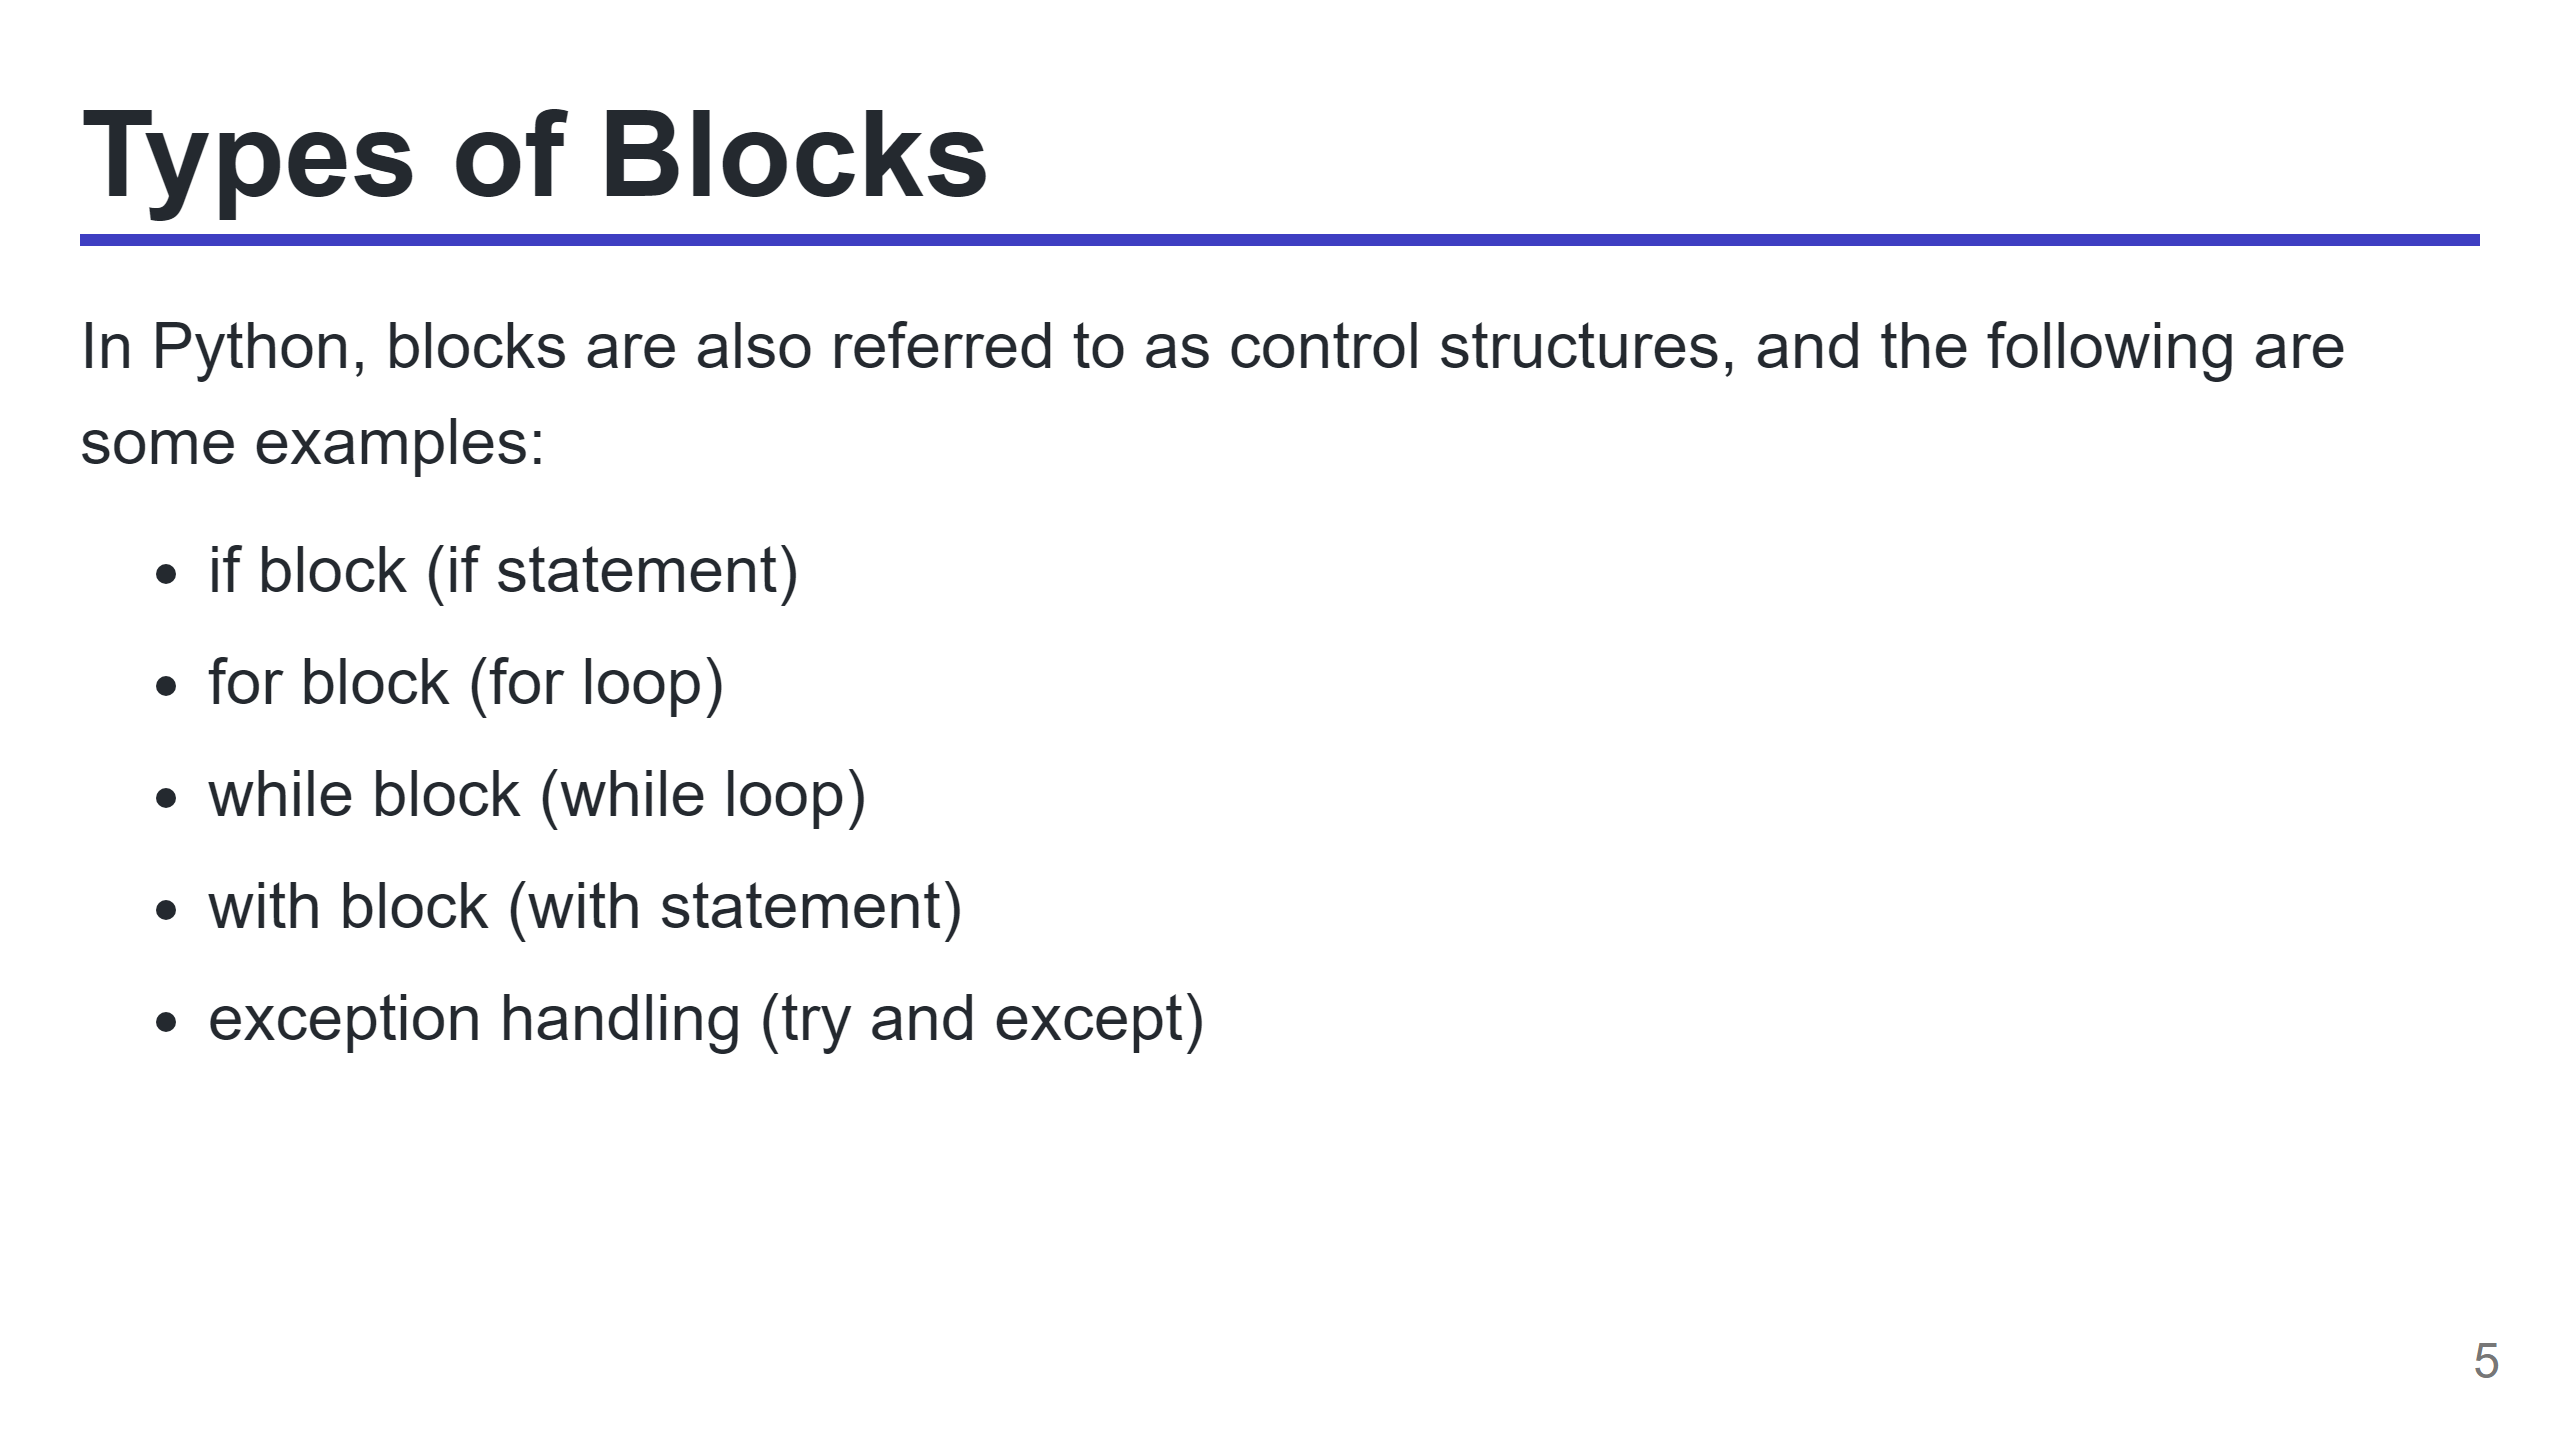 Types of Blocks
In Python, blocks are also referred to as control structures, and the following are
some examples:
• if block (if statement)
• for block (for loop)
• while block (while loop)
• with block (with statement)
• exception handling (try and except)
5